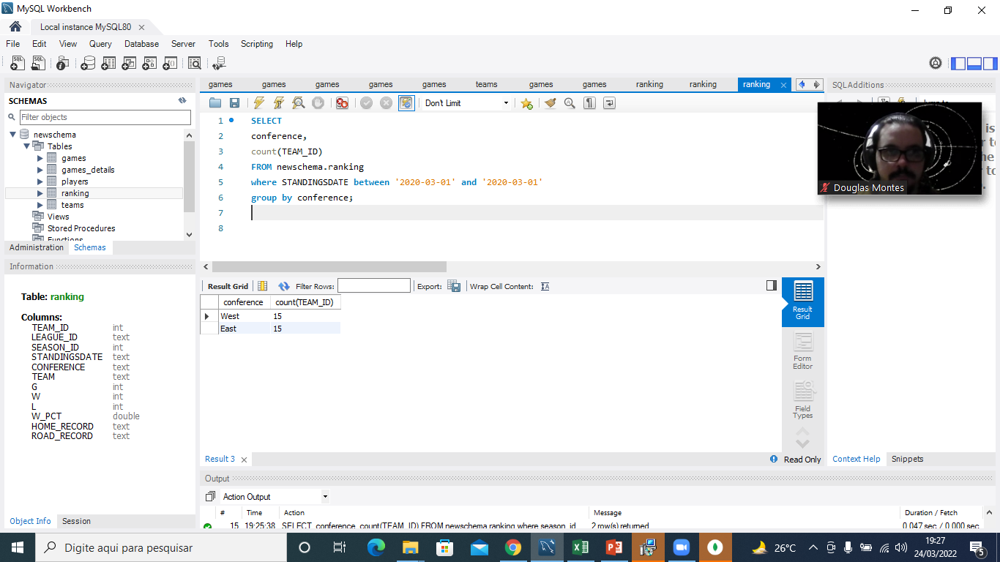 MySQL Workbench
Local instance MySQL80
File Edit View Query Database Server Tools Scripting Help
Navigator
SCHEMAS
Filter objects
newschema
Tables
games
games_details
players
ranking
teams
Views
Stored Procedures
Functions
Administration Schemas
Information
Table: ranking
Columns:
TEAM_ID int
LEAGUE_ID text
SEASON_ID int
STANDINGSDATE text
CONFERENCE text
TEAM text
G int
W int
L int
W_PCT double
HOME_RECORD text
ROAD_RECORD text
Object Info Session
games games games games games teams games games ranking ranking ranking
Don't Limit
1 SELECT
2 conference,
3 count(TEAM_ID)
4 FROM newschema.ranking
5 where STANDINGSDATE between '2020-03-01' and '2020-03-01'
6 group by conference;
7
8
Result Grid Filter Rows: Export: Wrap Cell Content:
conference count(TEAM_ID)
West 15
East 15
Result Grid
Form Editor
Field Types
Result 3
Read Only
SQLAdditions
Jump to
Douglas Montes
Context Help Snippets
Output
Action Output
# Time Action Message Duration / Fetch
15 19:25:38 SELECT conference, count(TEAM_ID) FROM newschema.ranking where season_id 2 row(s) returned 0.047 sec / 0.000 sec
Digite aqui para pesquisar
26°C
19:27
24/03/2022
5